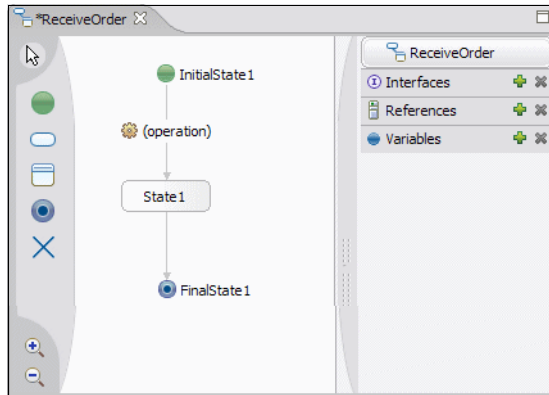 *ReceiveOrder
InitialState1
(operation)
State1
FinalState1
ReceiveOrder
Interfaces
References
Variables